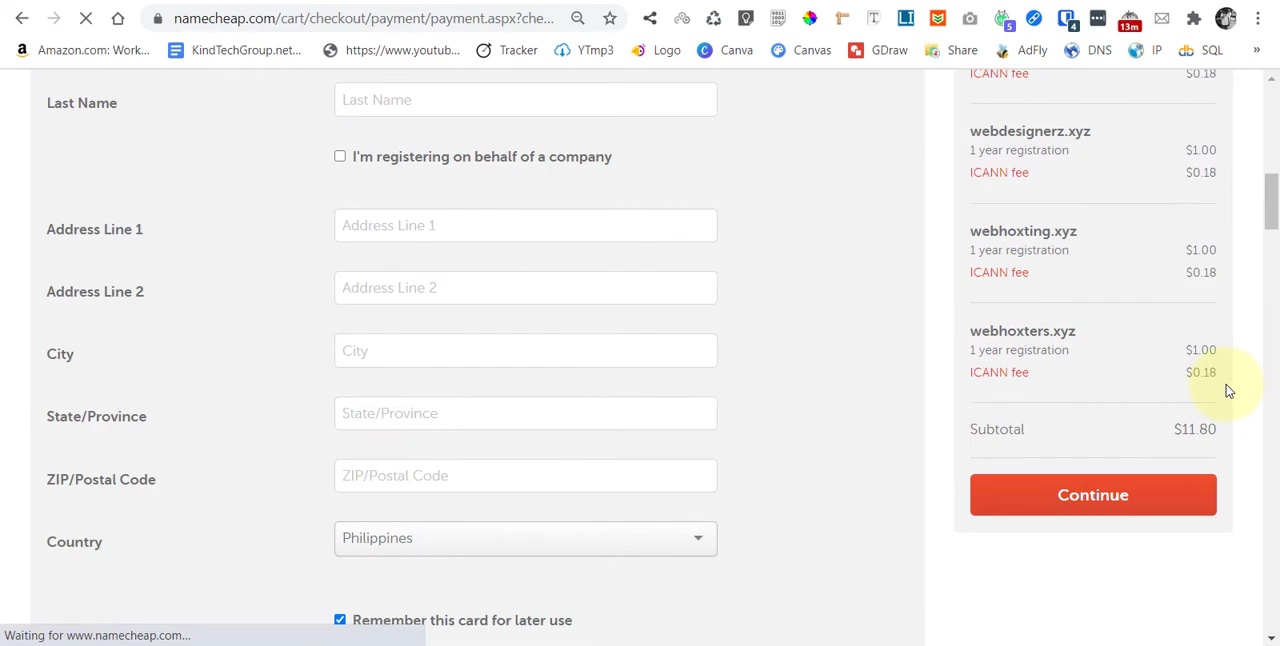 namecheap.com/cart/checkout/payment/payment.aspx?che...
5
4
13m
Amazon.com: Work...
KindTechGroup.net...
https://www.youtub...
Tracker
YTmp3
Logo
Canva
Canvas
GDraw
Share
AdFly
DNS
IP
SQL
»
Last Name
Last Name
I'm registering on behalf of a company
Address Line 1
Address Line 1
Address Line 2
Address Line 2
City
City
State/Province
State/Province
ZIP/Postal Code
ZIP/Postal Code
Country
Philippines
Remember this card for later use
ICANN fee $0.18
webdesignerz.xyz
1 year registration $1.00
ICANN fee $0.18
webhoxting.xyz
1 year registration $1.00
ICANN fee $0.18
webhoxters.xyz
1 year registration $1.00
ICANN fee $0.18
Subtotal $11.80
Continue
Waiting for www.namecheap.com...